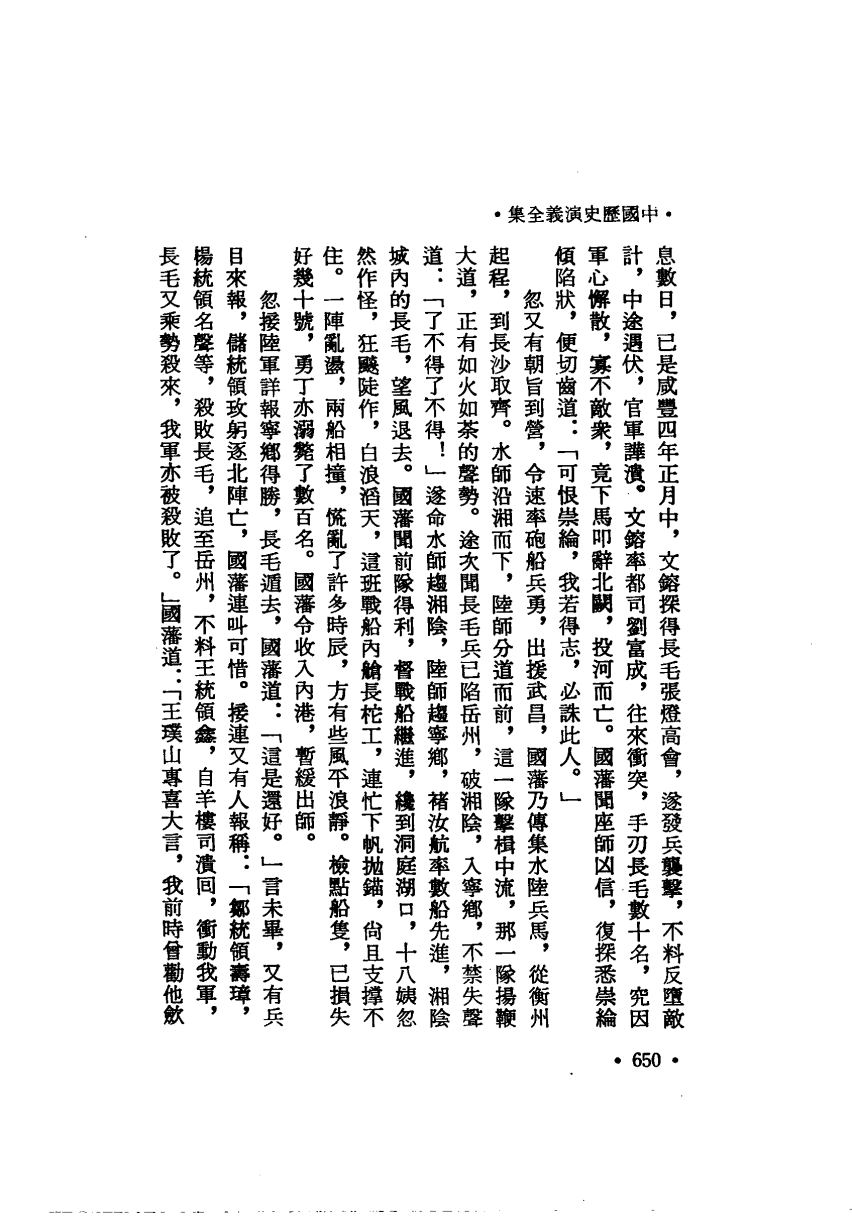 •中國歷史演義全集•
息數日，已是咸豐四年正月中，文鎔探得長毛張燈高會，遂發兵襲擊，不料反墮敵
計，中途遇伏，官軍譁潰。文鎔率都司劉富成，往來衝突，手刃長毛數十名，究因
軍心懈散，寡不敵衆，竟下馬叩辭北闕，投河而亡。國藩聞座師凶信，復探悉崇綸
傾陷狀，便切齒道：「可恨崇綸，我若得志，必誅此人。」
忽又有朝旨到營，令速率砲船兵勇，出援武昌，國藩乃傳集水陸兵馬，從衡州
起程，到長沙取齊。水師沿湘而下，陸師分道而前，這一隊擊楫中流，那一隊揚鞭
大道，正有如火如荼的聲勢。途次聞長毛兵已陷岳州，破湘陰，入寧鄕，不禁失聲
道：「了不得了不得！」遂命水師趨湘陰，陸師趨寧鄕，褚汝航率數船先進，湘陰
城內的長毛，望風退去。國藩聞前隊得利，督戰船繼進，纔到洞庭湖口，十八姨忽
然作怪，狂飈陡作，白浪滔天，這班戰船內艙長柁工，連忙下帆拋錨，尙且支撐不
住。一陣亂盪，兩船相撞，慌亂了許多時辰，方有些風平浪靜。檢點船隻，已損失
好幾十號，勇丁亦溺斃了數百名。國藩令收入內港，暫緩出師。
忽接陸軍詳報寧鄕得勝，長毛遁去，國藩道：「這是還好。」言未畢，又有兵
目來報，儲統領玫躬逐北陣亡，國藩連叫可惜。接連又有人報稱：「鄒統領壽璋，
楊統領名聲等，殺敗長毛，追至岳州，不料王統領鑫，自羊樓司潰回，衝動我軍，
長毛又乘勢殺來，我軍亦被殺敗了。」國藩道：「王璞山專喜大言，我前時曾勸他歛
•650•